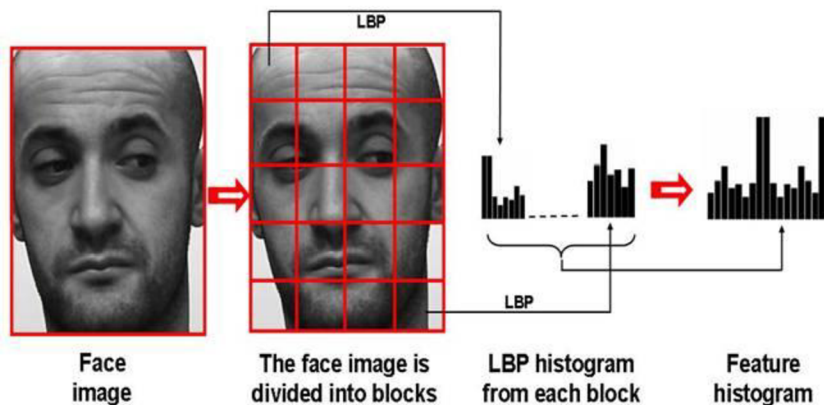 LBP
LBP
Face
image
The face image is
divided into blocks
LBP histogram
from each block
Feature
histogram